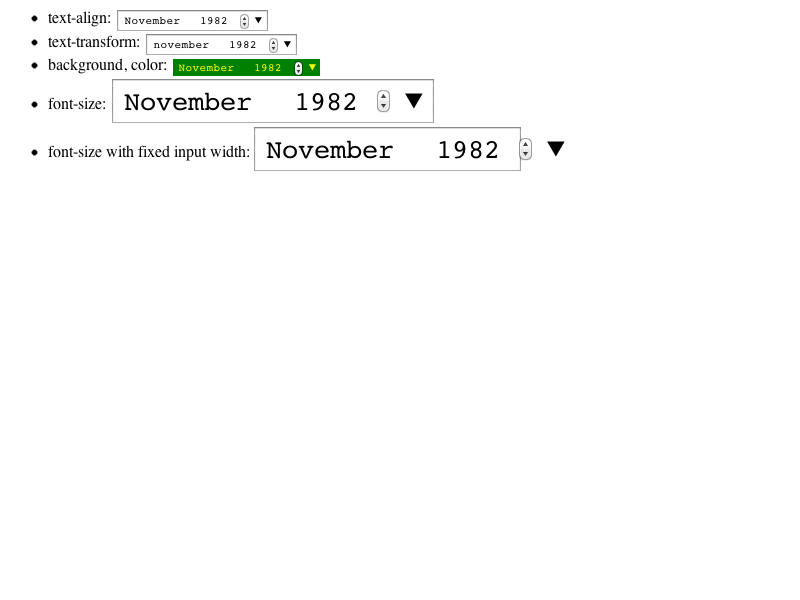 text-align: November 1982
text-transform: november 1982
background, color: November 1982
font-size: November 1982
font-size with fixed input width: November 1982